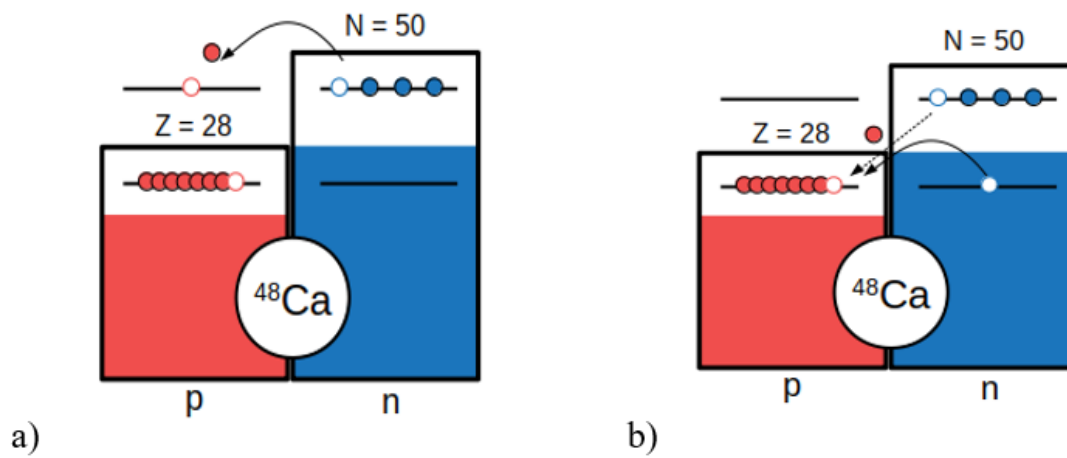 N = 50
Z = 28
⁴⁸Ca
p n
a)
N = 50
Z = 28
⁴⁸Ca
p n
b)